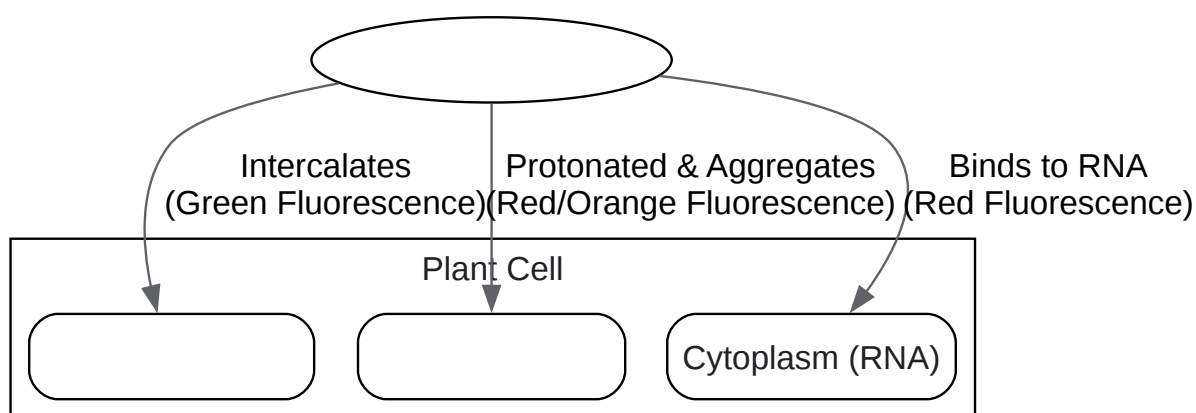 Intercalates
(Green Fluorescence)
Protonated & Aggregates
(Red/Orange Fluorescence)
Binds to RNA
(Red Fluorescence)
Plant Cell
Cytoplasm (RNA)